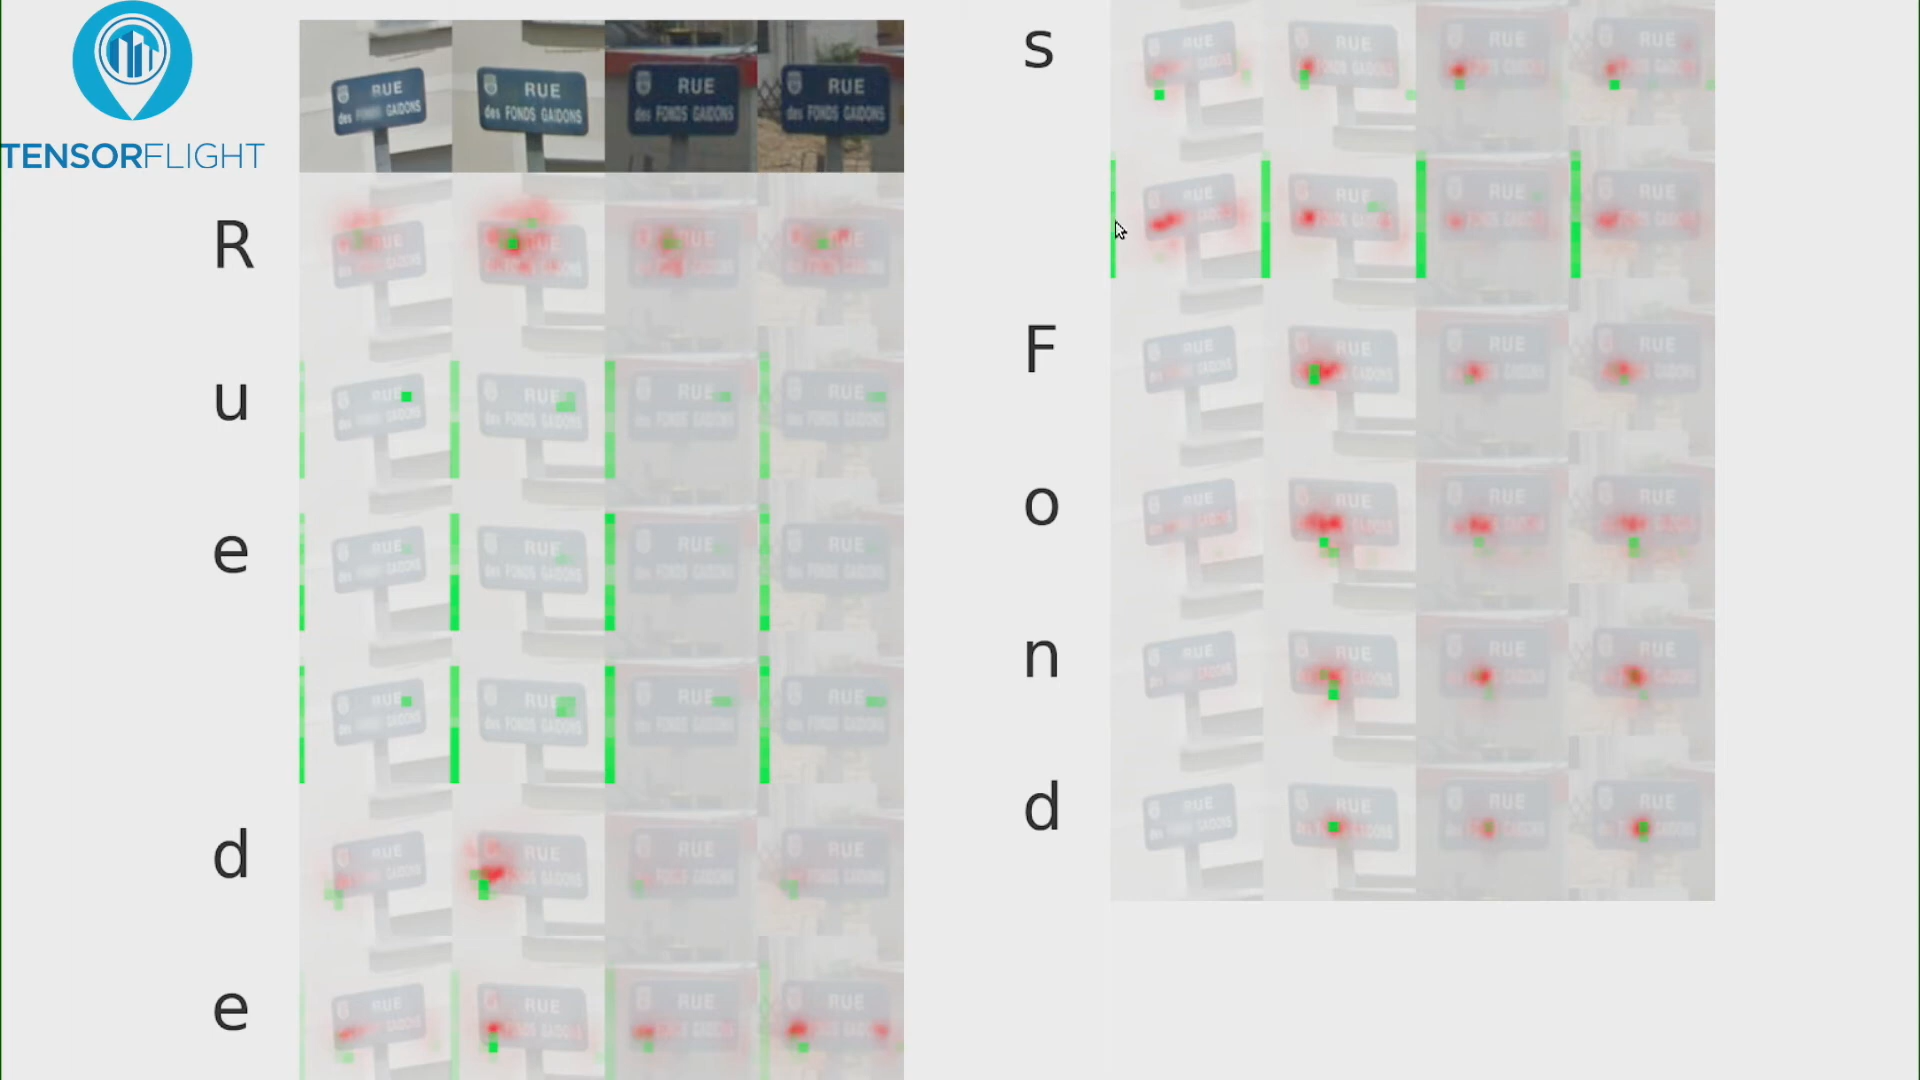 TENSORFLIGHT
RUE RUE RUE RUE
des FONDS GAIDONS des FONDS GAIDONS des FONDS GAIDONS des FONDS GAIDONS
R
u
e
d
e
s
F
o
n
d